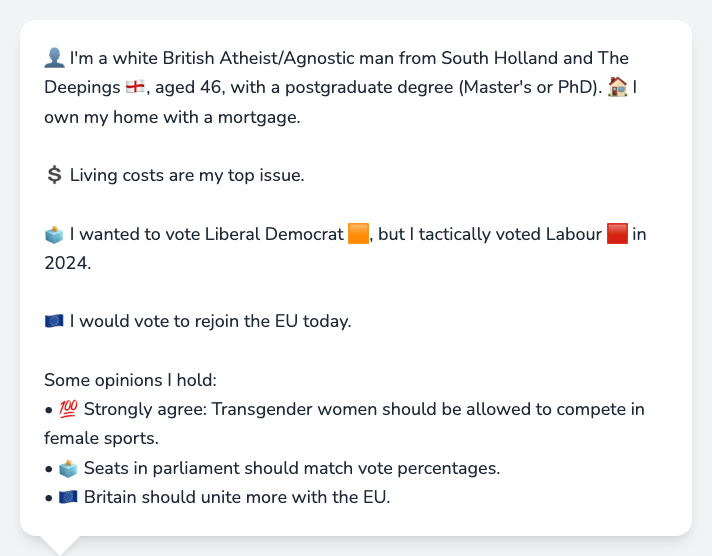 👤 I'm a white British Atheist/Agnostic man from South Holland and The
Deepings 🏴󠁧󠁢󠁥󠁮󠁧󠁿, aged 46, with a postgraduate degree (Master's or PhD). 🏠 I
own my home with a mortgage.
💲 Living costs are my top issue.
🗳️ I wanted to vote Liberal Democrat 🟧, but I tactically voted Labour 🟥 in
2024.
🇪🇺 I would vote to rejoin the EU today.
Some opinions I hold:
• 💯 Strongly agree: Transgender women should be allowed to compete in
female sports.
• 🗳️ Seats in parliament should match vote percentages.
• 🇪🇺 Britain should unite more with the EU.